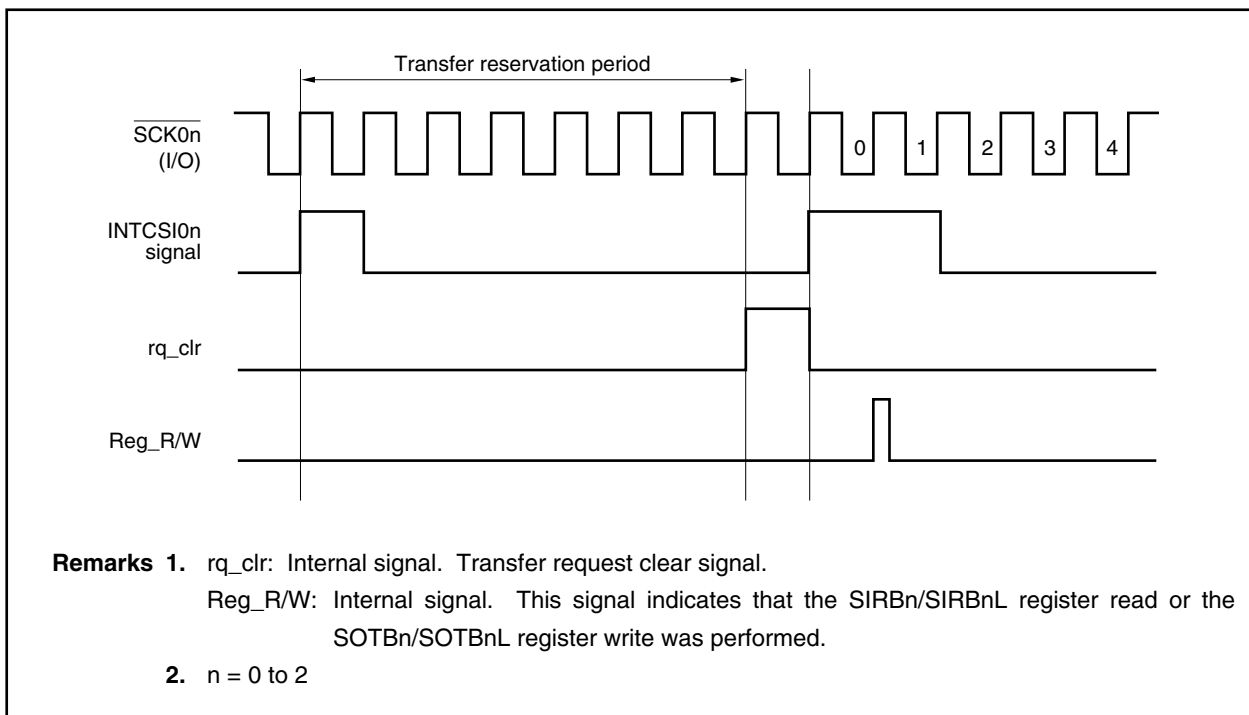 Transfer reservation period
SCK0n
(I/O)
0 1 2 3 4
INTCSI0n
signal
rq_clr
Reg_R/W
Remarks 1. rq_clr: Internal signal. Transfer request clear signal.
Reg_R/W: Internal signal. This signal indicates that the SIRBn/SIRBnL register read or the
SOTBn/SOTBnL register write was performed.
2. n = 0 to 2